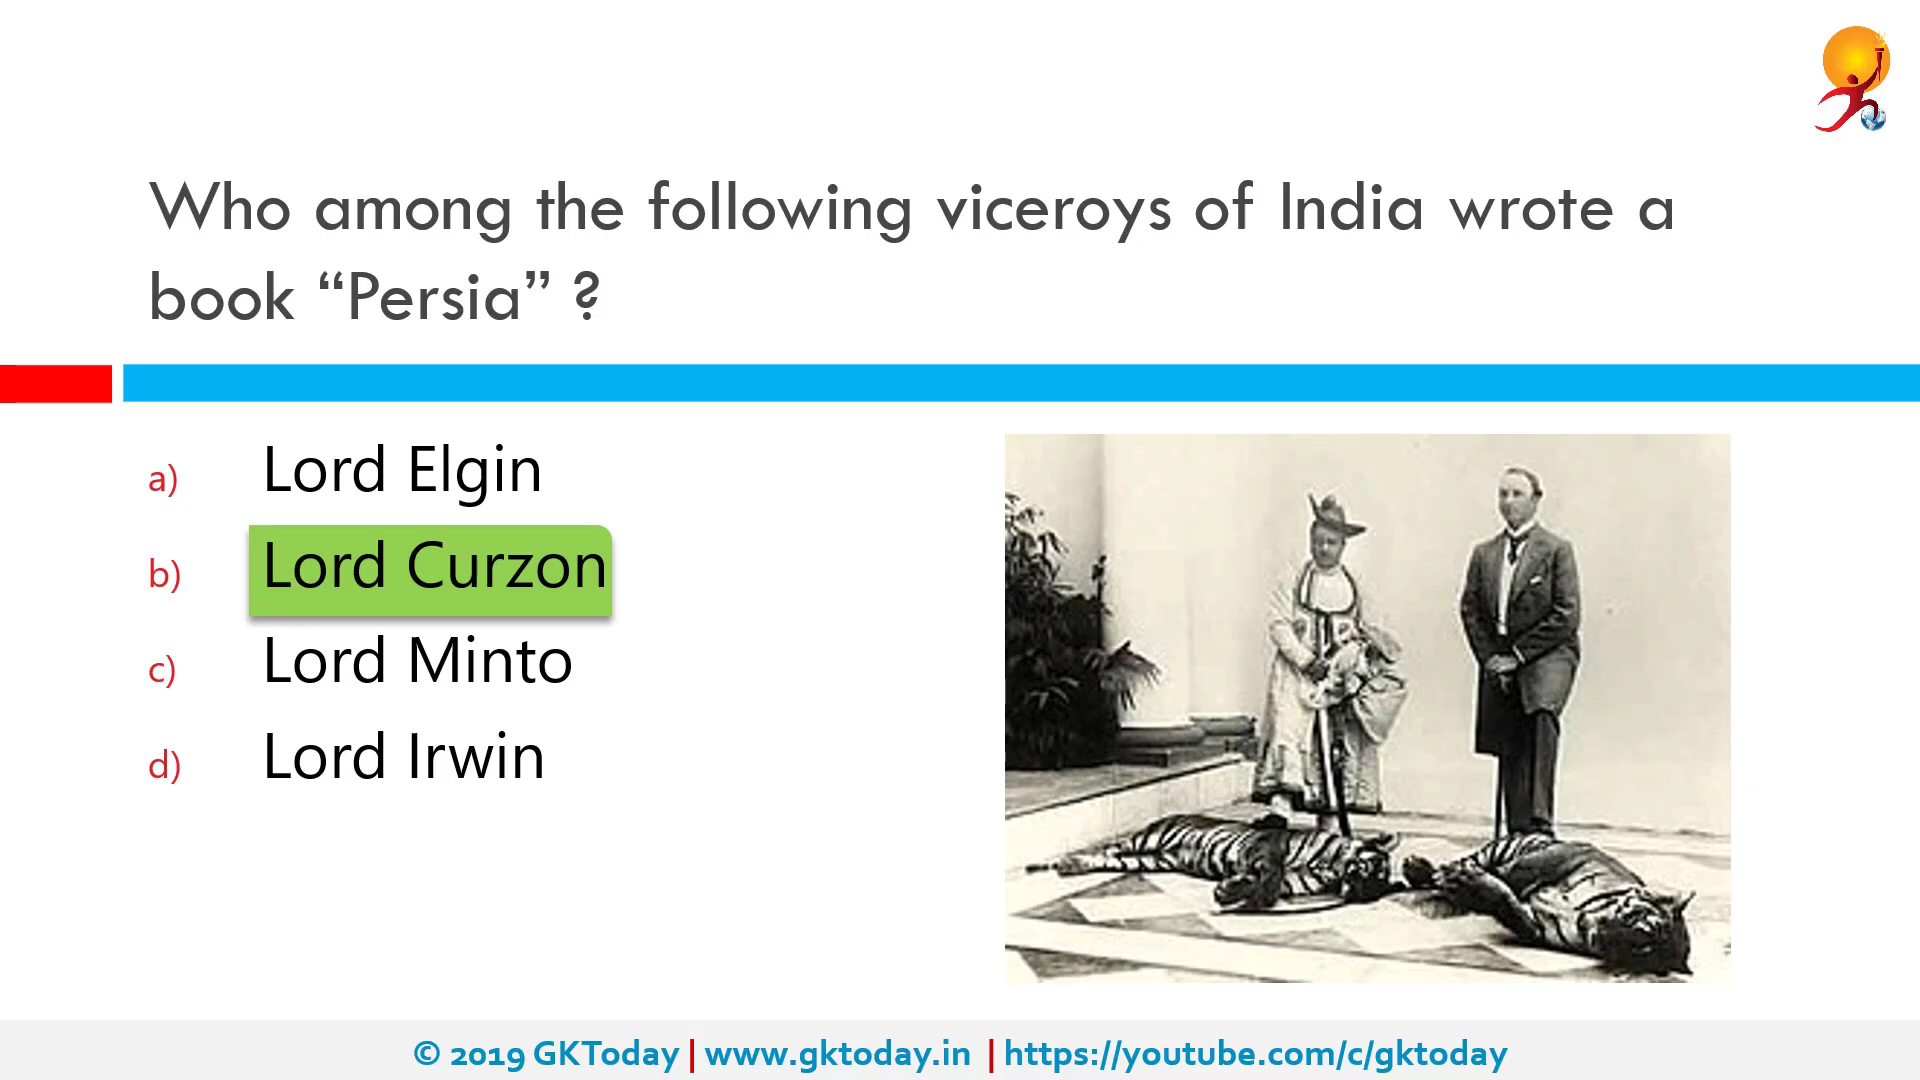 Who among the following viceroys of India wrote a
book “Persia” ?
a) Lord Elgin
b) Lord Curzon
c) Lord Minto
d) Lord Irwin
© 2019 GKToday | www.gktoday.in | https://youtube.com/c/gktoday